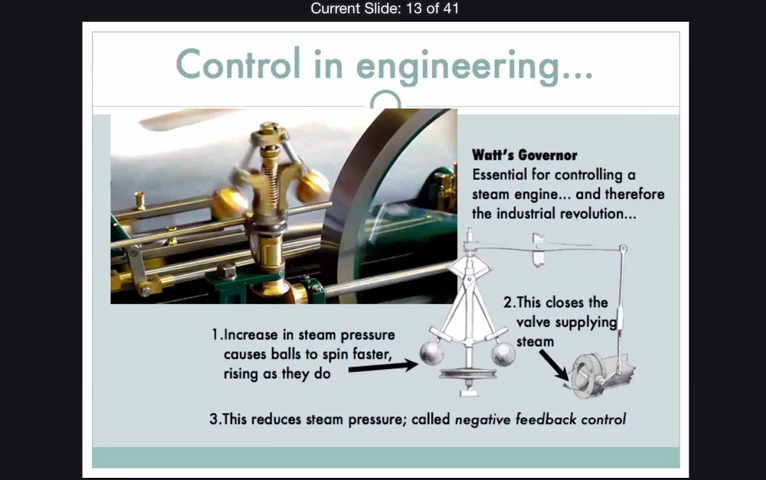 Current Slide: 13 of 41
Control in engineering...
Watt's Governor
Essential for controlling a
steam engine... and therefore
the industrial revolution...
2.This closes the
valve supplying
steam
1.Increase in steam pressure
causes balls to spin faster,
rising as they do
3.This reduces steam pressure; called negative feedback control